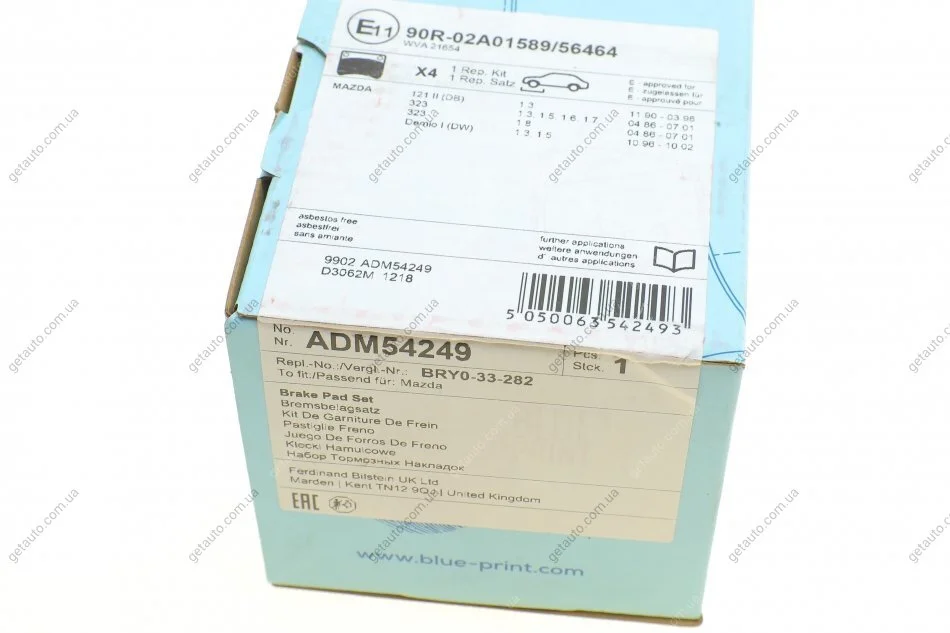 E11 90R-02A01589/56464
WVA 21654
X4 1 Rep. Kit
1 Rep. Satz
E - approved for
E - zugelassen für
E - approuvé pour
MAZDA
121 II (DB) 1.3 11.90 - 03.96
323 1.3, 1.5, 1.6, 1.7 04.86 - 07.01
323 1.8 04.86 - 07.01
Demio I (DW) 1.3, 1.5 10.96 - 10.02
asbestos free
asbestfrei
sans amiante
further applications
weitere anwendungen
d' autres applications
9902 ADM54249
D3062M 1218
5 050063 542493
No.
Nr. ADM54249
Pcs.
Stck. 1
Repl.-No.:/Vergl.-Nr.: BRY0-33-282
To fit:/Passend für: Mazda
Brake Pad Set
Bremsbelagsatz
Kit De Garniture De Frein
Pastiglie Freno
Juego De Forros De Freno
Klocki Hamulcowe
Набор Тормозных Накладок
Ferdinand Bilstein UK Ltd
Marden | Kent TN12 | United Kingdom
EAC
www.blue-print.com
getauto.com.ua